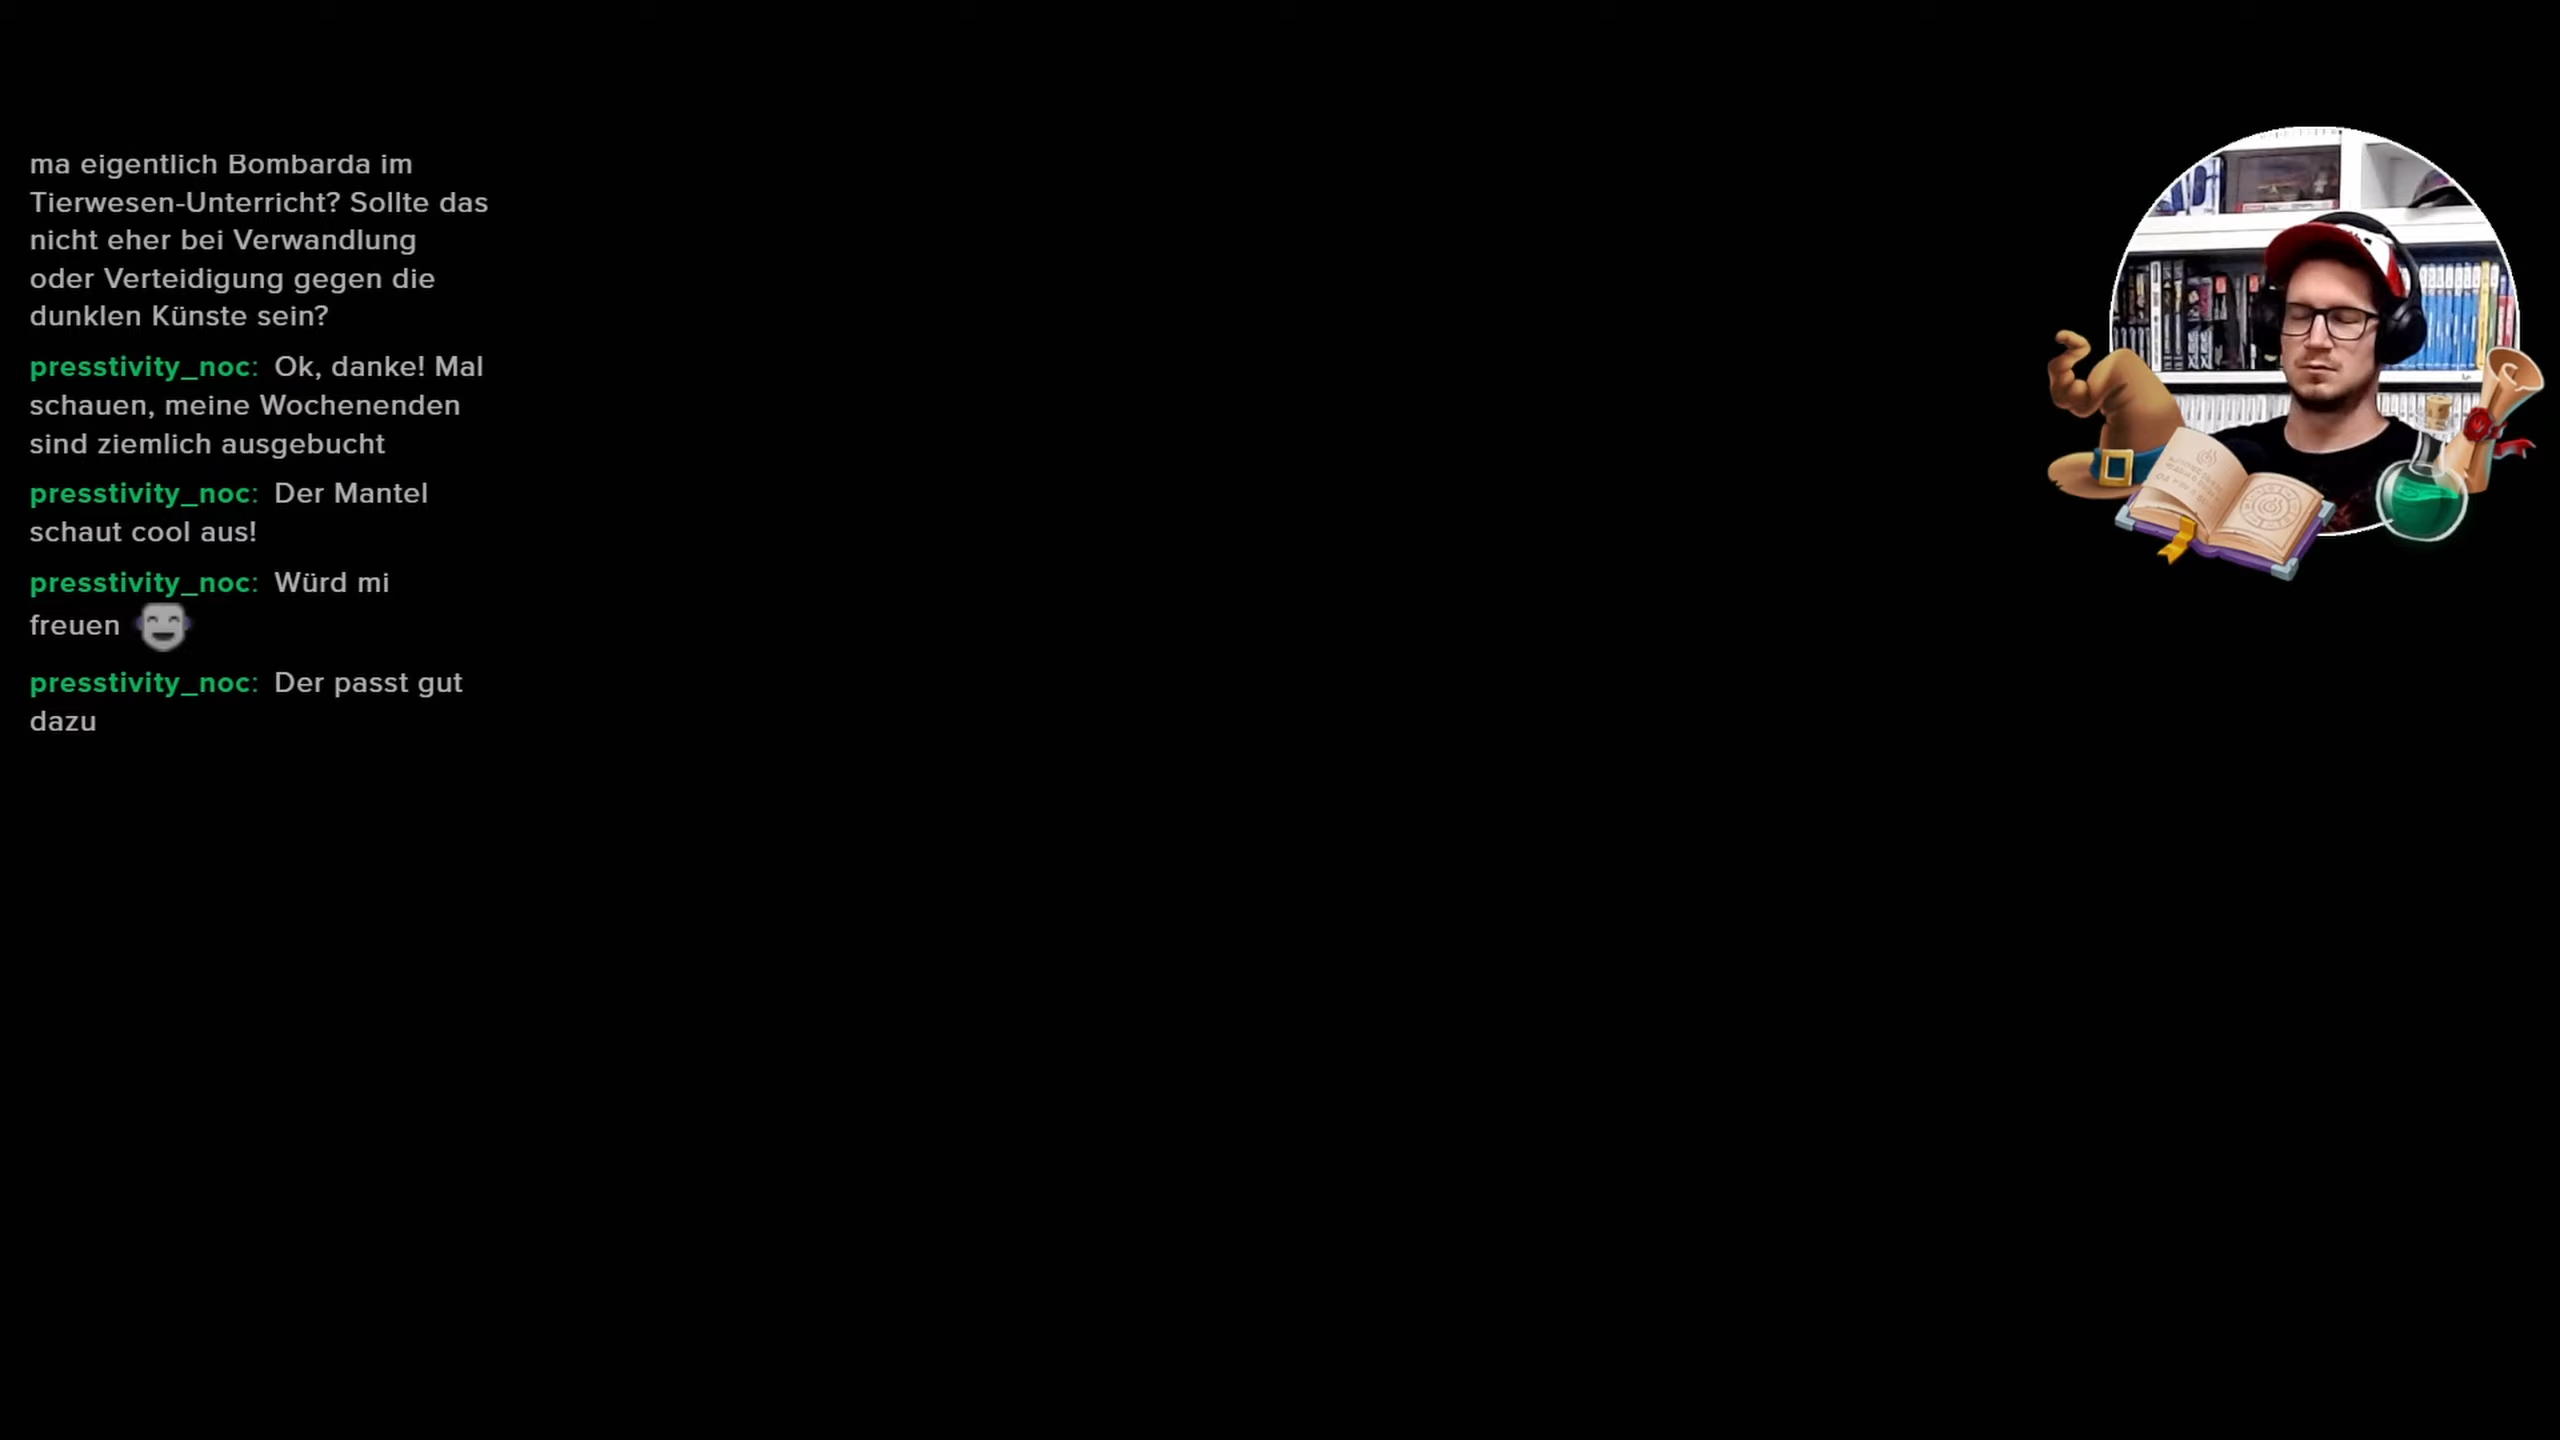 ma eigentlich Bombarda im
Tierwesen-Unterricht? Sollte das
nicht eher bei Verwandlung
oder Verteidigung gegen die
dunklen Künste sein?
presstivity_noc: Ok, danke! Mal
schauen, meine Wochenenden
sind ziemlich ausgebucht
presstivity_noc: Der Mantel
schaut cool aus!
presstivity_noc: Würd mi
freuen
presstivity_noc: Der passt gut
dazu